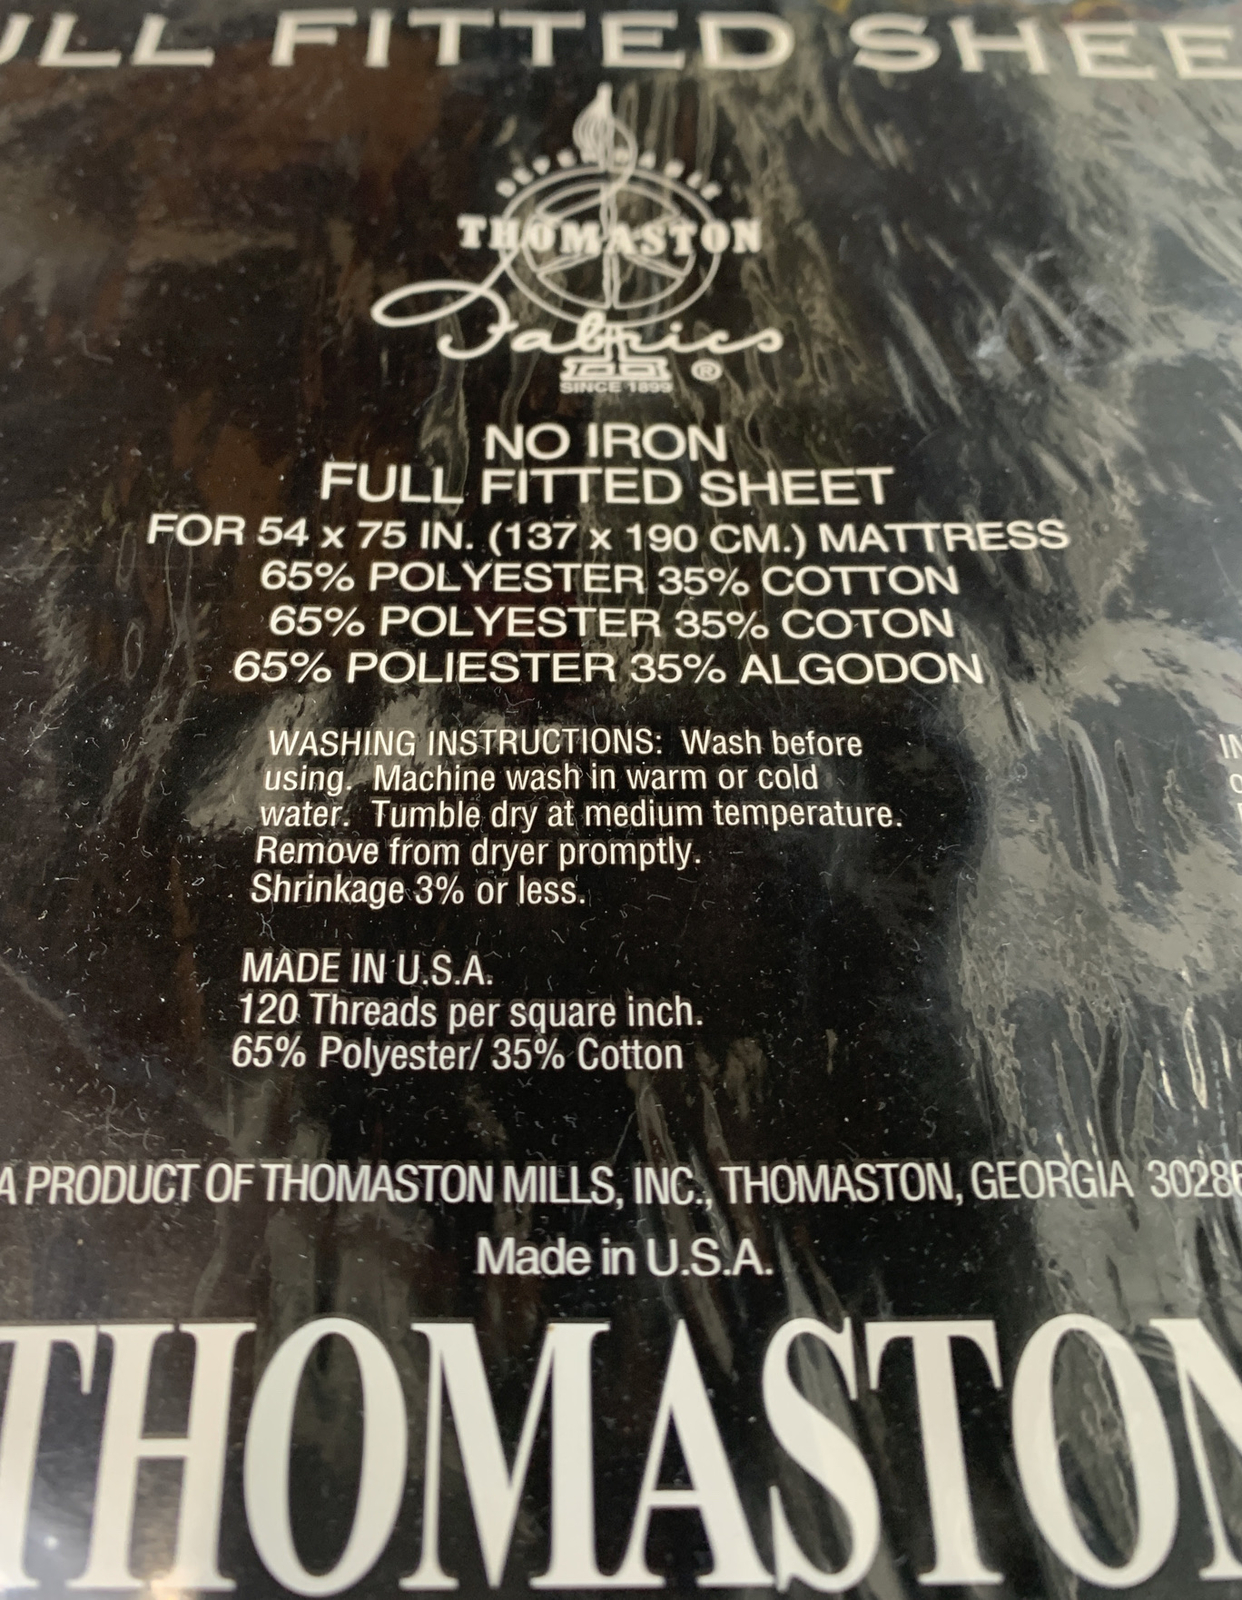 ULL FITTED SHEE
DEPENDABLE
THOMASTON
Fabrics
SINCE 1899 ®
NO IRON
FULL FITTED SHEET
FOR 54 x 75 IN. (137 x 190 CM.) MATTRESS
65% POLYESTER 35% COTTON
65% POLYESTER 35% COTON
65% POLIESTER 35% ALGODON
WASHING INSTRUCTIONS: Wash before
using. Machine wash in warm or cold
water. Tumble dry at medium temperature.
Remove from dryer promptly.
Shrinkage 3% or less.
MADE IN U.S.A.
120 Threads per square inch.
65% Polyester/ 35% Cotton
A PRODUCT OF THOMASTON MILLS, INC., THOMASTON, GEORGIA 30286
Made in U.S.A.
THOMASTON